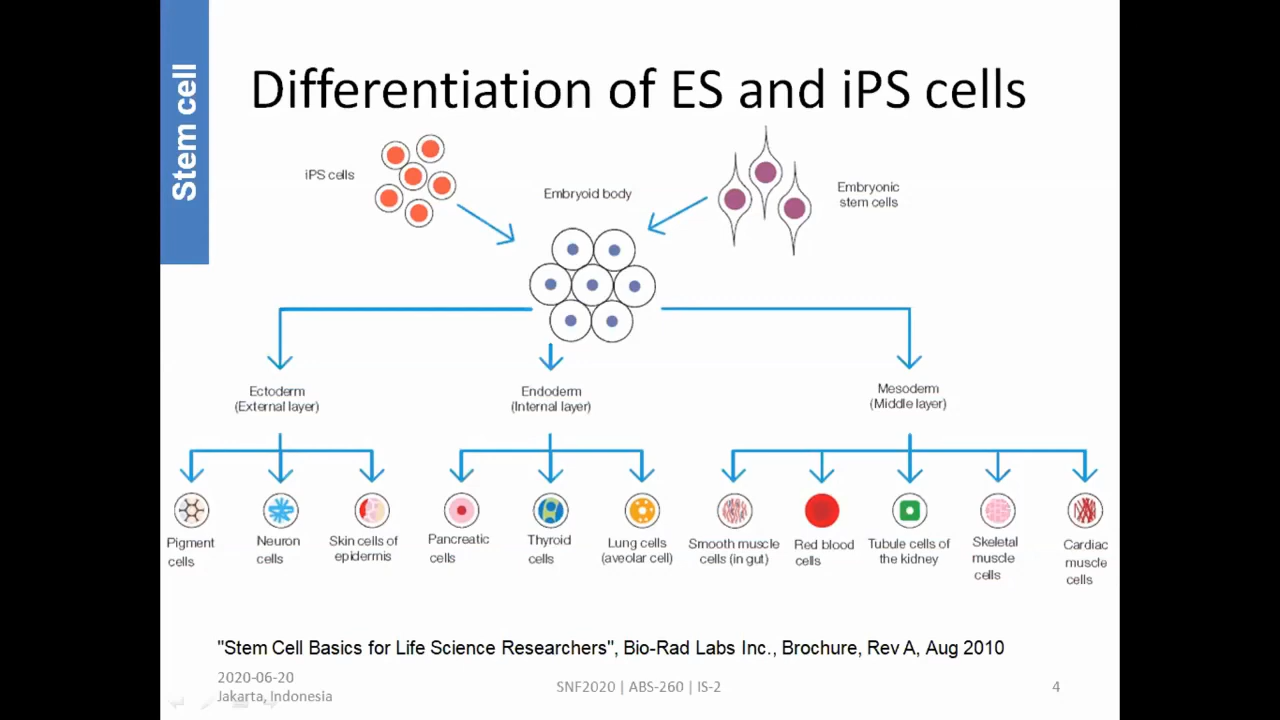 Stem cell
Differentiation of ES and iPS cells
iPS cells
Embryoid body
Embryonic
stem cells
Ectoderm
(External layer)
Endoderm
(Internal layer)
Mesoderm
(Middle layer)
Pigment
cells
Neuron
cells
Skin cells of
epidermis
Pancreatic
cells
Thyroid
cells
Lung cells
(aveolar cell)
Smooth muscle
cells (in gut)
Red blood
cells
Tubule cells of
the kidney
Skeletal
muscle
cells
Cardiac
muscle
cells
"Stem Cell Basics for Life Science Researchers", Bio-Rad Labs Inc., Brochure, Rev A, Aug 2010
2020-06-20
Jakarta, Indonesia
SNF2020 | ABS-260 | IS-2
4